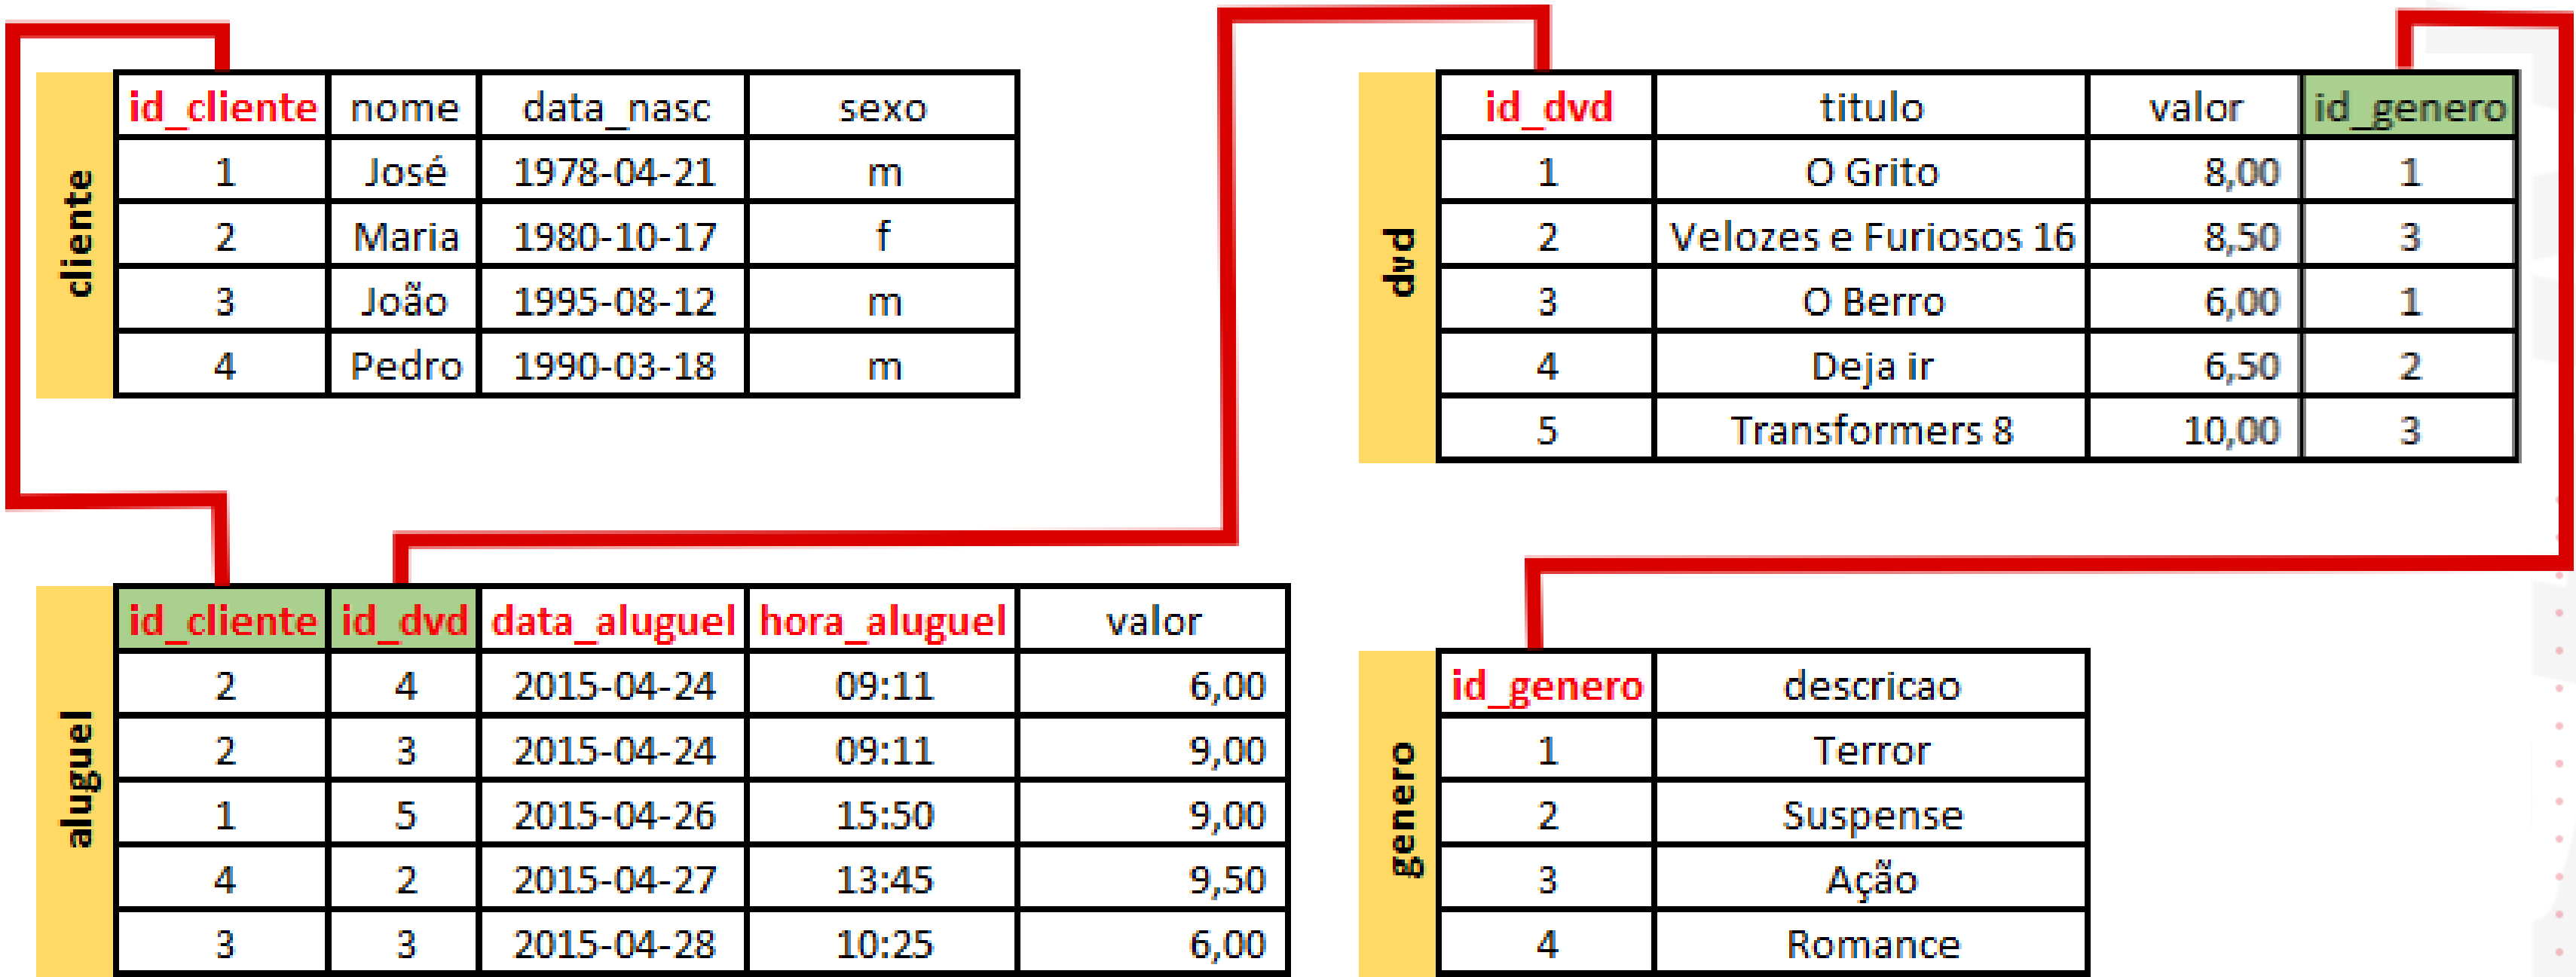 cliente
id_cliente nome data_nasc sexo
1 José 1978-04-21 m
2 Maria 1980-10-17 f
3 João 1995-08-12 m
4 Pedro 1990-03-18 m
dvd
id_dvd titulo valor id_genero
1 O Grito 8,00 1
2 Velozes e Furiosos 16 8,50 3
3 O Berro 6,00 1
4 Deja ir 6,50 2
5 Transformers 8 10,00 3
aluguel
id_cliente id_dvd data_aluguel hora_aluguel valor
2 4 2015-04-24 09:11 6,00
2 3 2015-04-24 09:11 9,00
1 5 2015-04-26 15:50 9,00
4 2 2015-04-27 13:45 9,50
3 3 2015-04-28 10:25 6,00
genero
id_genero descricao
1 Terror
2 Suspense
3 Ação
4 Romance